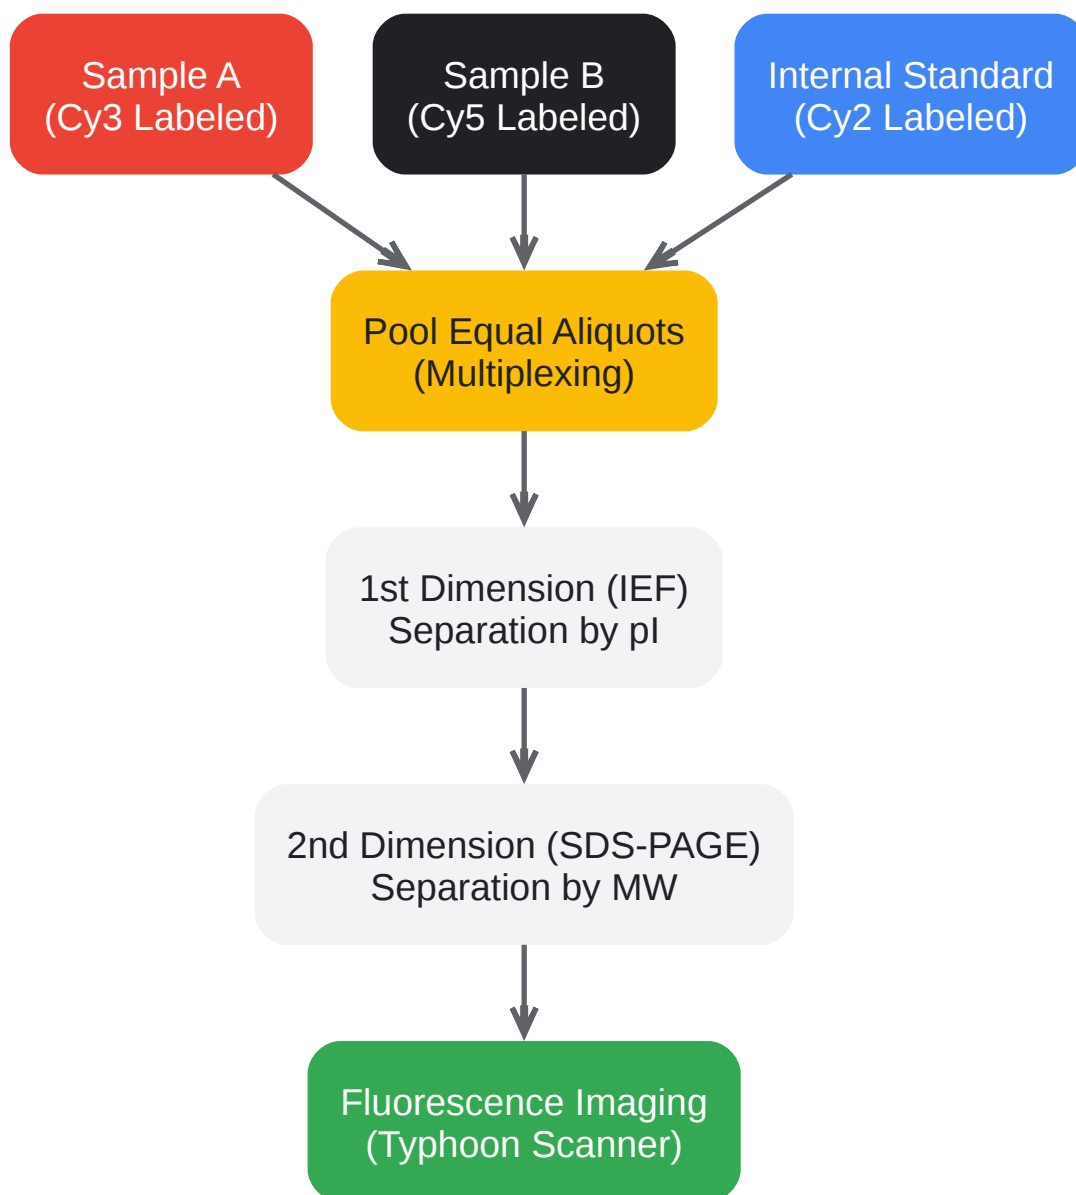 Sample A
(Cy3 Labeled)
Sample B
(Cy5 Labeled)
Internal Standard
(Cy2 Labeled)
Pool Equal Aliquots
(Multiplexing)
1st Dimension (IEF)
Separation by pI
2nd Dimension (SDS-PAGE)
Separation by MW
Fluorescence Imaging
(Typhoon Scanner)